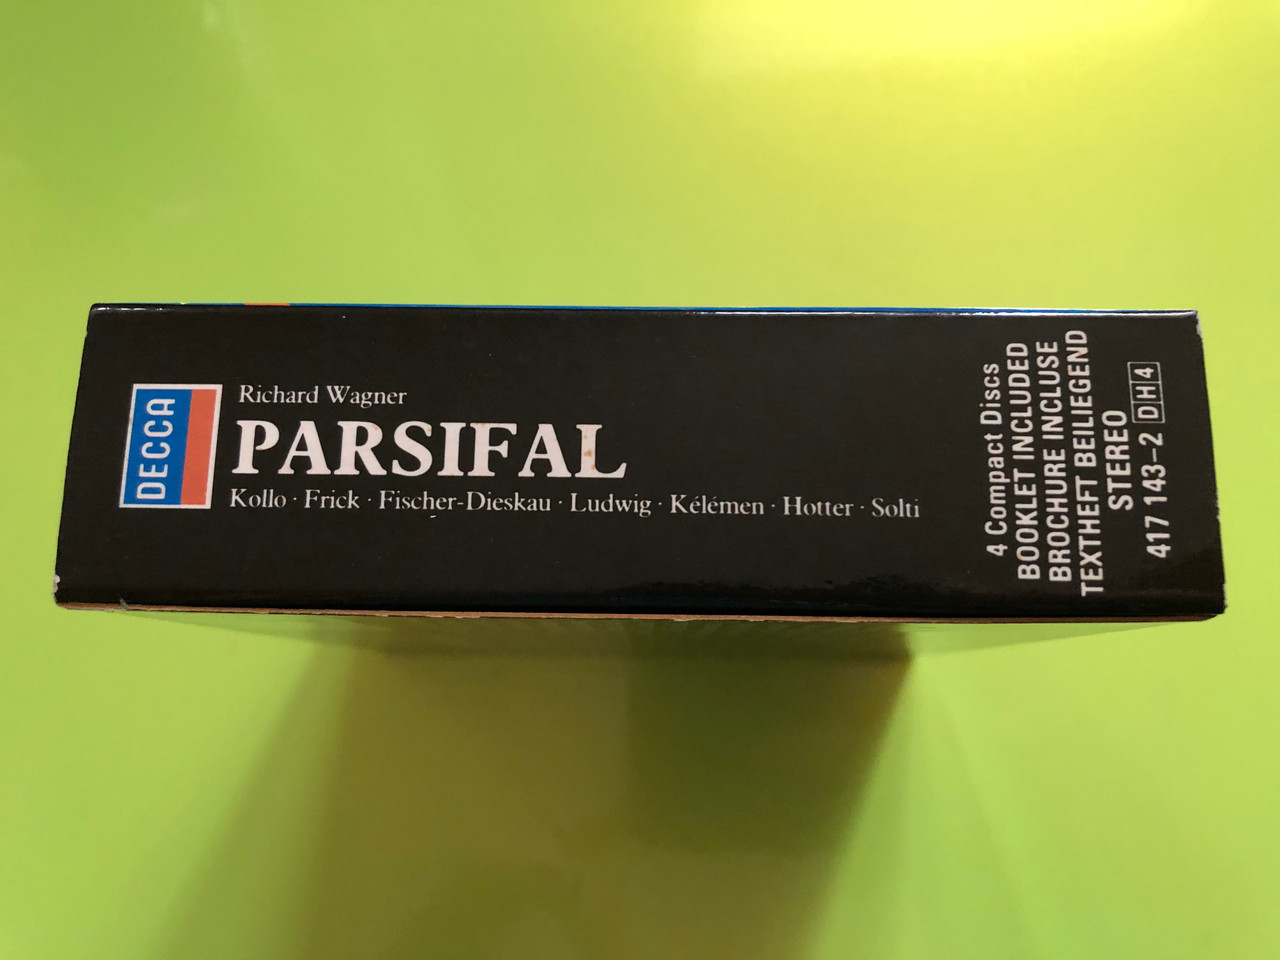 DECCA
Richard Wagner
PARSIFAL
Kollo · Frick · Fischer-Dieskau · Ludwig · Kélémen · Hotter · Solti
4 Compact Discs
BOOKLET INCLUDED
BROCHURE INCLUSE
TEXTHEFT BEILIEGEND
STEREO
417 143-2 DH4